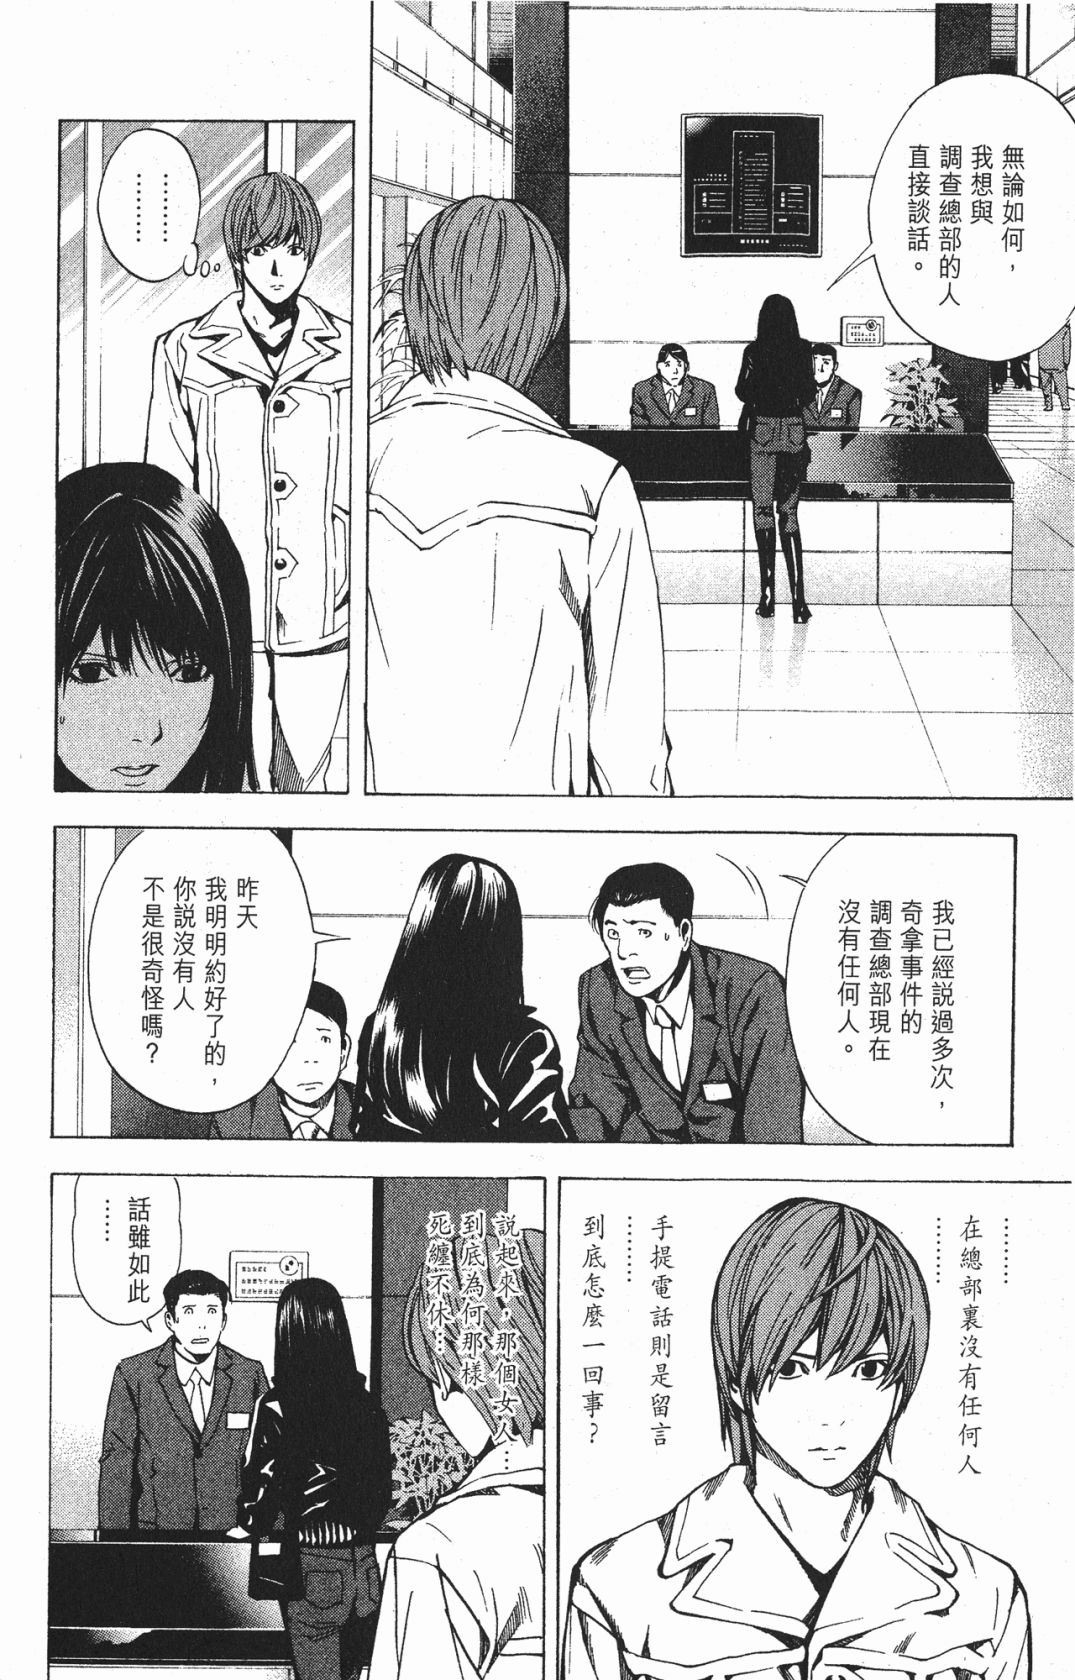 無論如何，
我想與
調查總部的人
直接談話。
………
………
我已經說過多次，
奇拿事件的
調查總部現在
沒有任何人。
昨天
我明明約好了的，
你說沒有人
不是很奇怪嗎？
………
在總部裏沒有任何人
………
手提電話則是留言
………
到底怎麼一回事？
說起來，那個女人…
到底為何那樣
死纏不休…
話雖如此
……